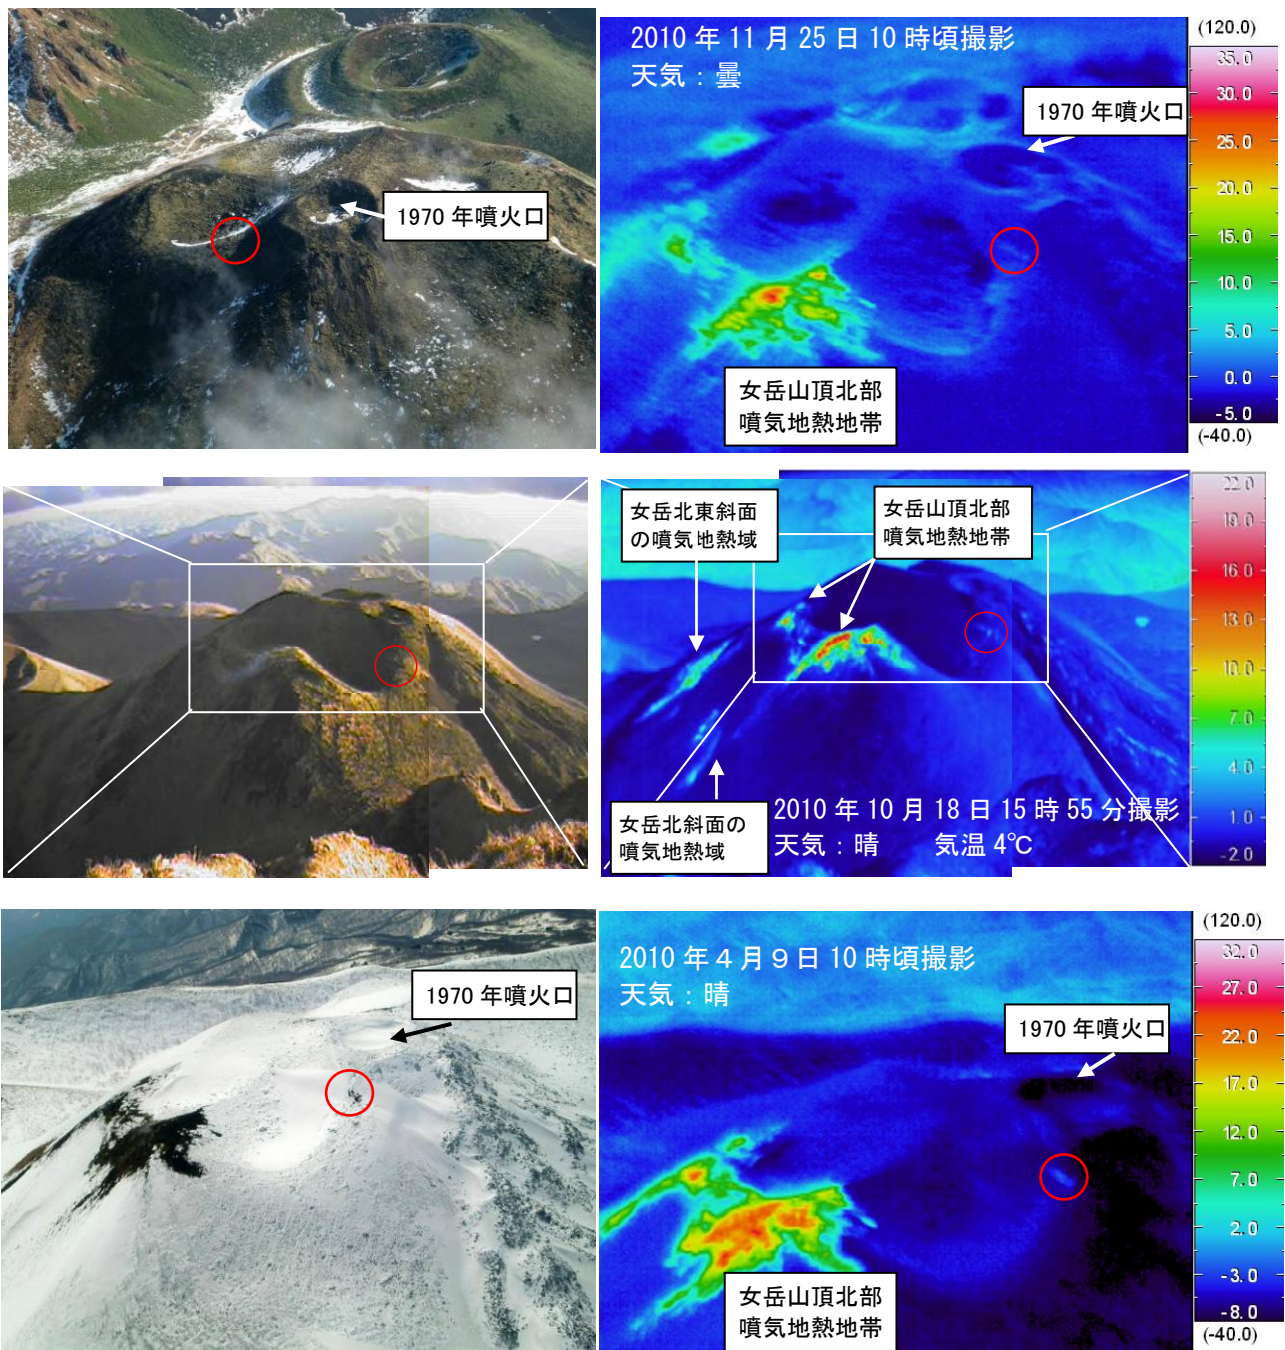 1970 年噴火口
2010 年 11 月 25 日 10 時頃撮影
天気：曇
1970 年噴火口
女岳山頂北部
噴気地熱地帯
(120.0)
35.0
30.0
25.0
20.0
15.0
10.0
5.0
0.0
-5.0
(-40.0)
女岳北東斜面
の噴気地熱域
女岳山頂北部
噴気地熱地帯
女岳北斜面の
噴気地熱域
2010 年 10 月 18 日 15 時 55 分撮影
天気：晴 気温 4℃
22.0
19.0
16.0
13.0
10.0
7.0
4.0
1.0
-2.0
1970 年噴火口
2010 年４月９日 10 時頃撮影
天気：晴
1970 年噴火口
女岳山頂北部
噴気地熱地帯
(120.0)
32.0
27.0
22.0
17.0
12.0
7.0
2.0
-3.0
-8.0
(-40.0)